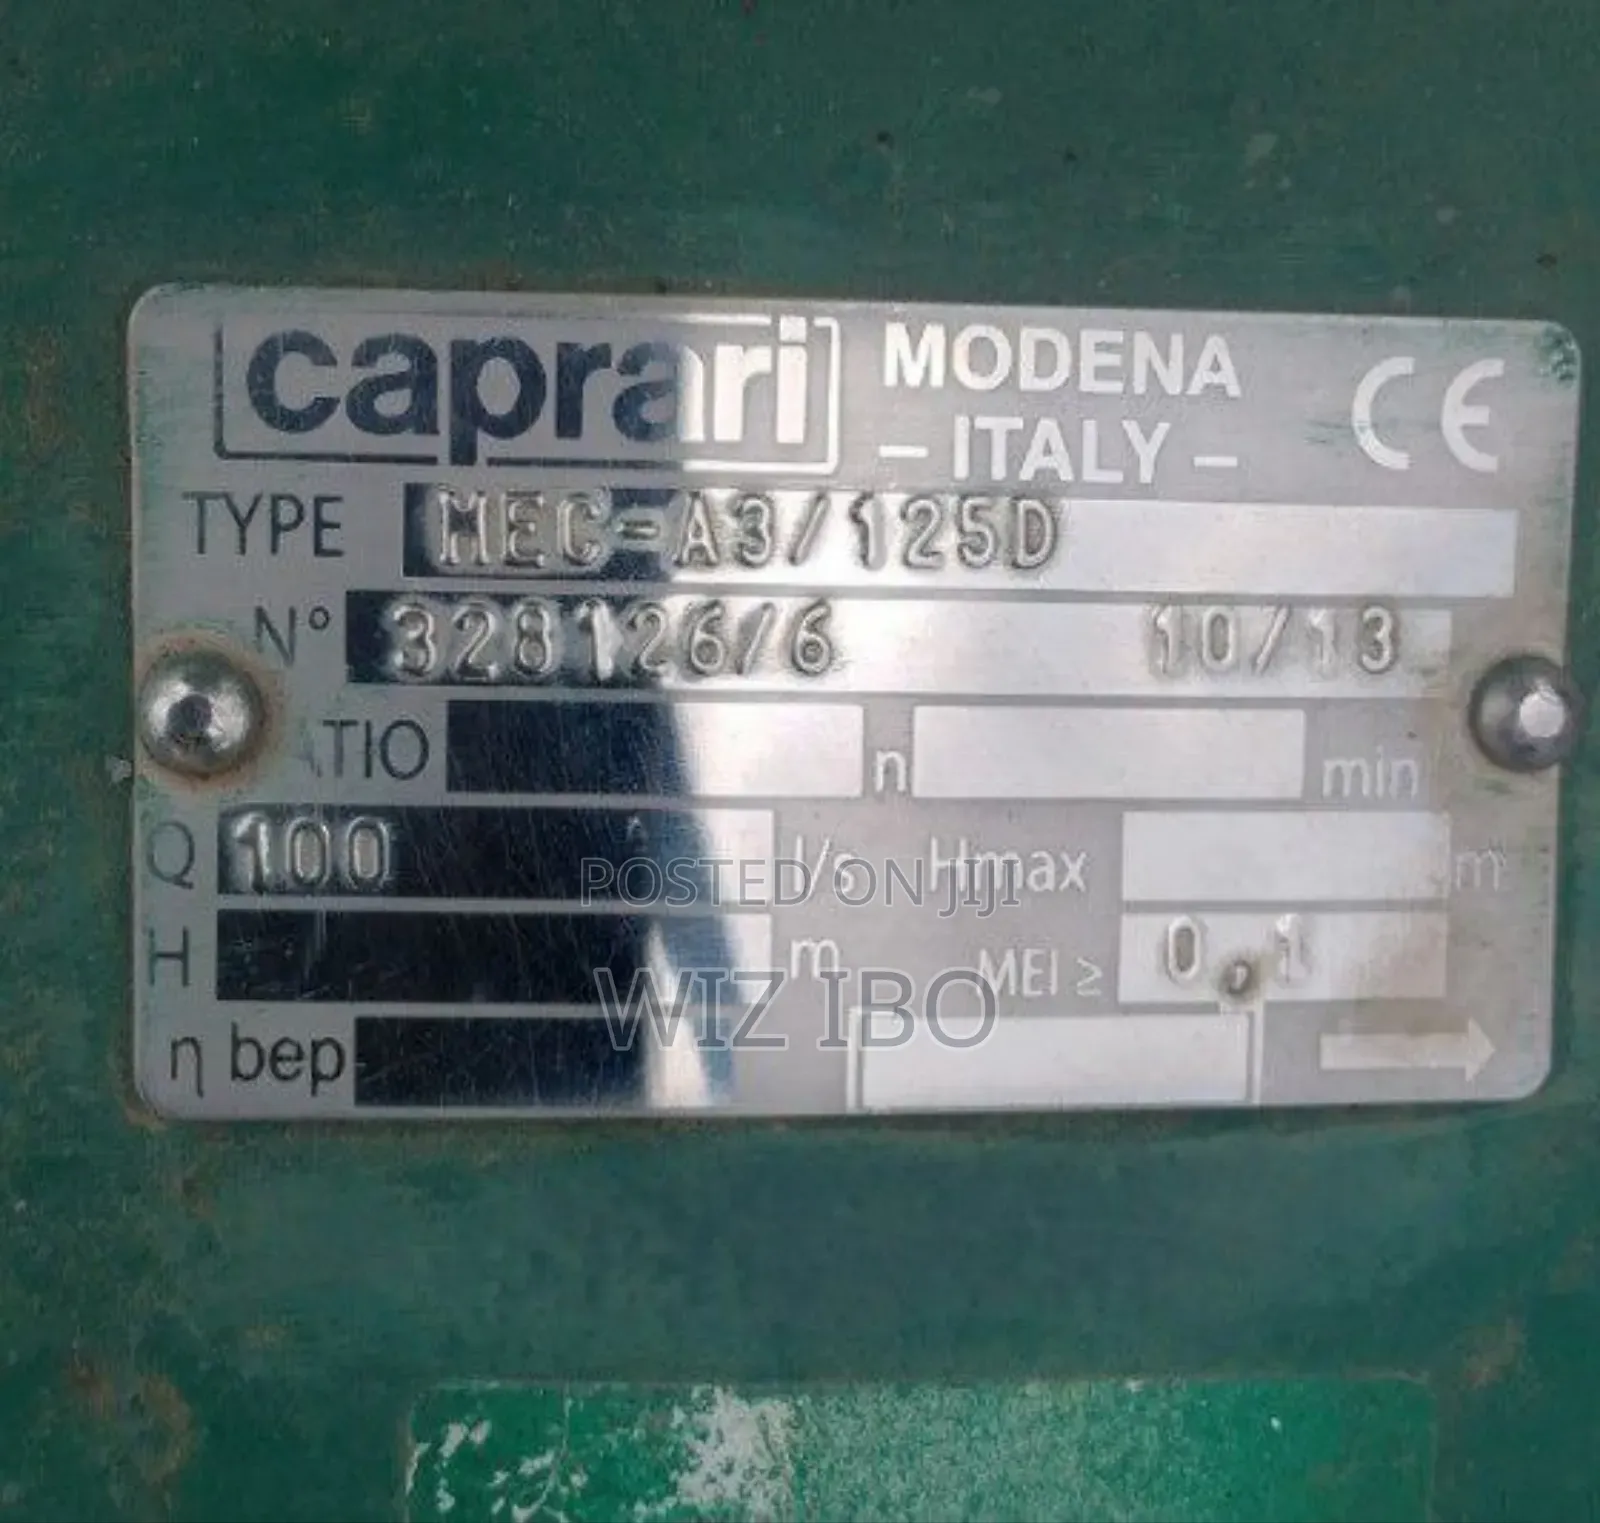 caprari MODENA
- ITALY -
CE
TYPE MEC-A3/125D
N° 328126/6 10/13
ATIO n min
Q 100 l/s Hmax m
POSTED ON JIJI
H m MEI ≥ 0,1
WIZ IBO
η bep